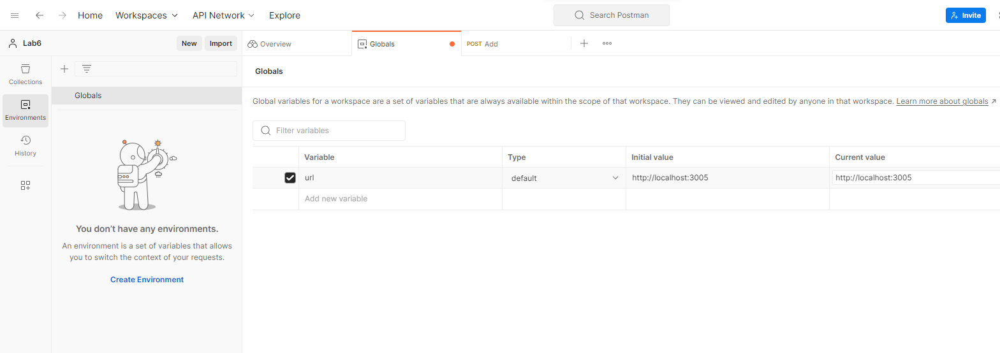 Home Workspaces API Network Explore Search Postman Invite
Lab6 New Import Overview Globals POST Add
Collections
Environments
History
Globals
You don't have any environments.
An environment is a set of variables that allows
you to switch the context of your requests.
Create Environment
Globals
Global variables for a workspace are a set of variables that are always available within the scope of that workspace. They can be viewed and edited by anyone in that workspace. Learn more about globals
Filter variables
Variable Type Initial value Current value
url default http://localhost:3005 http://localhost:3005
Add new variable